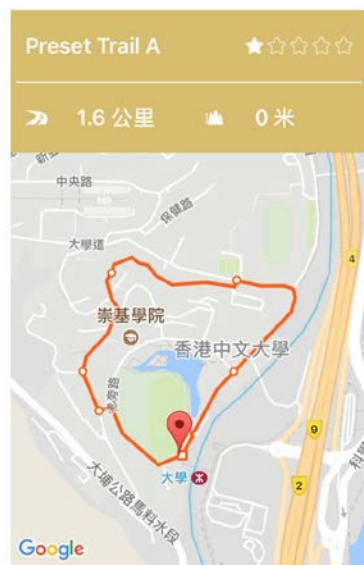 Preset Trail A
1.6 公里
0 米
中央路
保健路
大學道
4
崇基學院
香港中文大學
大學
大埔公路馬料水段
9
2
Google